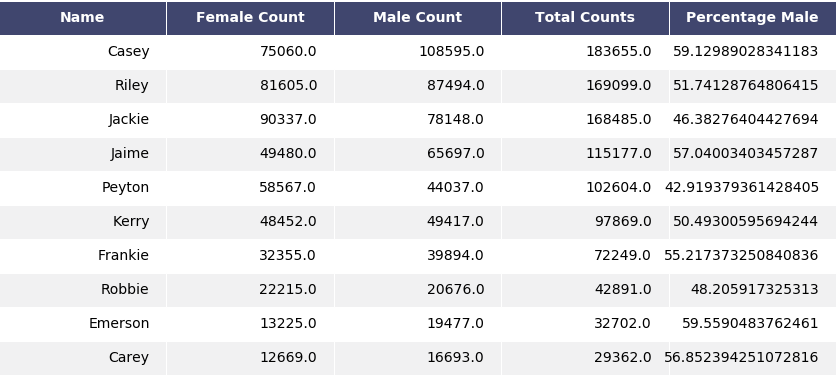 Name Female Count Male Count Total Counts Percentage Male
Casey 75060.0 108595.0 183655.0 59.12989028341183
Riley 81605.0 87494.0 169099.0 51.74128764806415
Jackie 90337.0 78148.0 168485.0 46.38276404427694
Jaime 49480.0 65697.0 115177.0 57.04003403457287
Peyton 58567.0 44037.0 102604.0 42.919379361428405
Kerry 48452.0 49417.0 97869.0 50.49300595694244
Frankie 32355.0 39894.0 72249.0 55.217373250840836
Robbie 22215.0 20676.0 42891.0 48.205917325313
Emerson 13225.0 19477.0 32702.0 59.5590483762461
Carey 12669.0 16693.0 29362.0 56.852394251072816